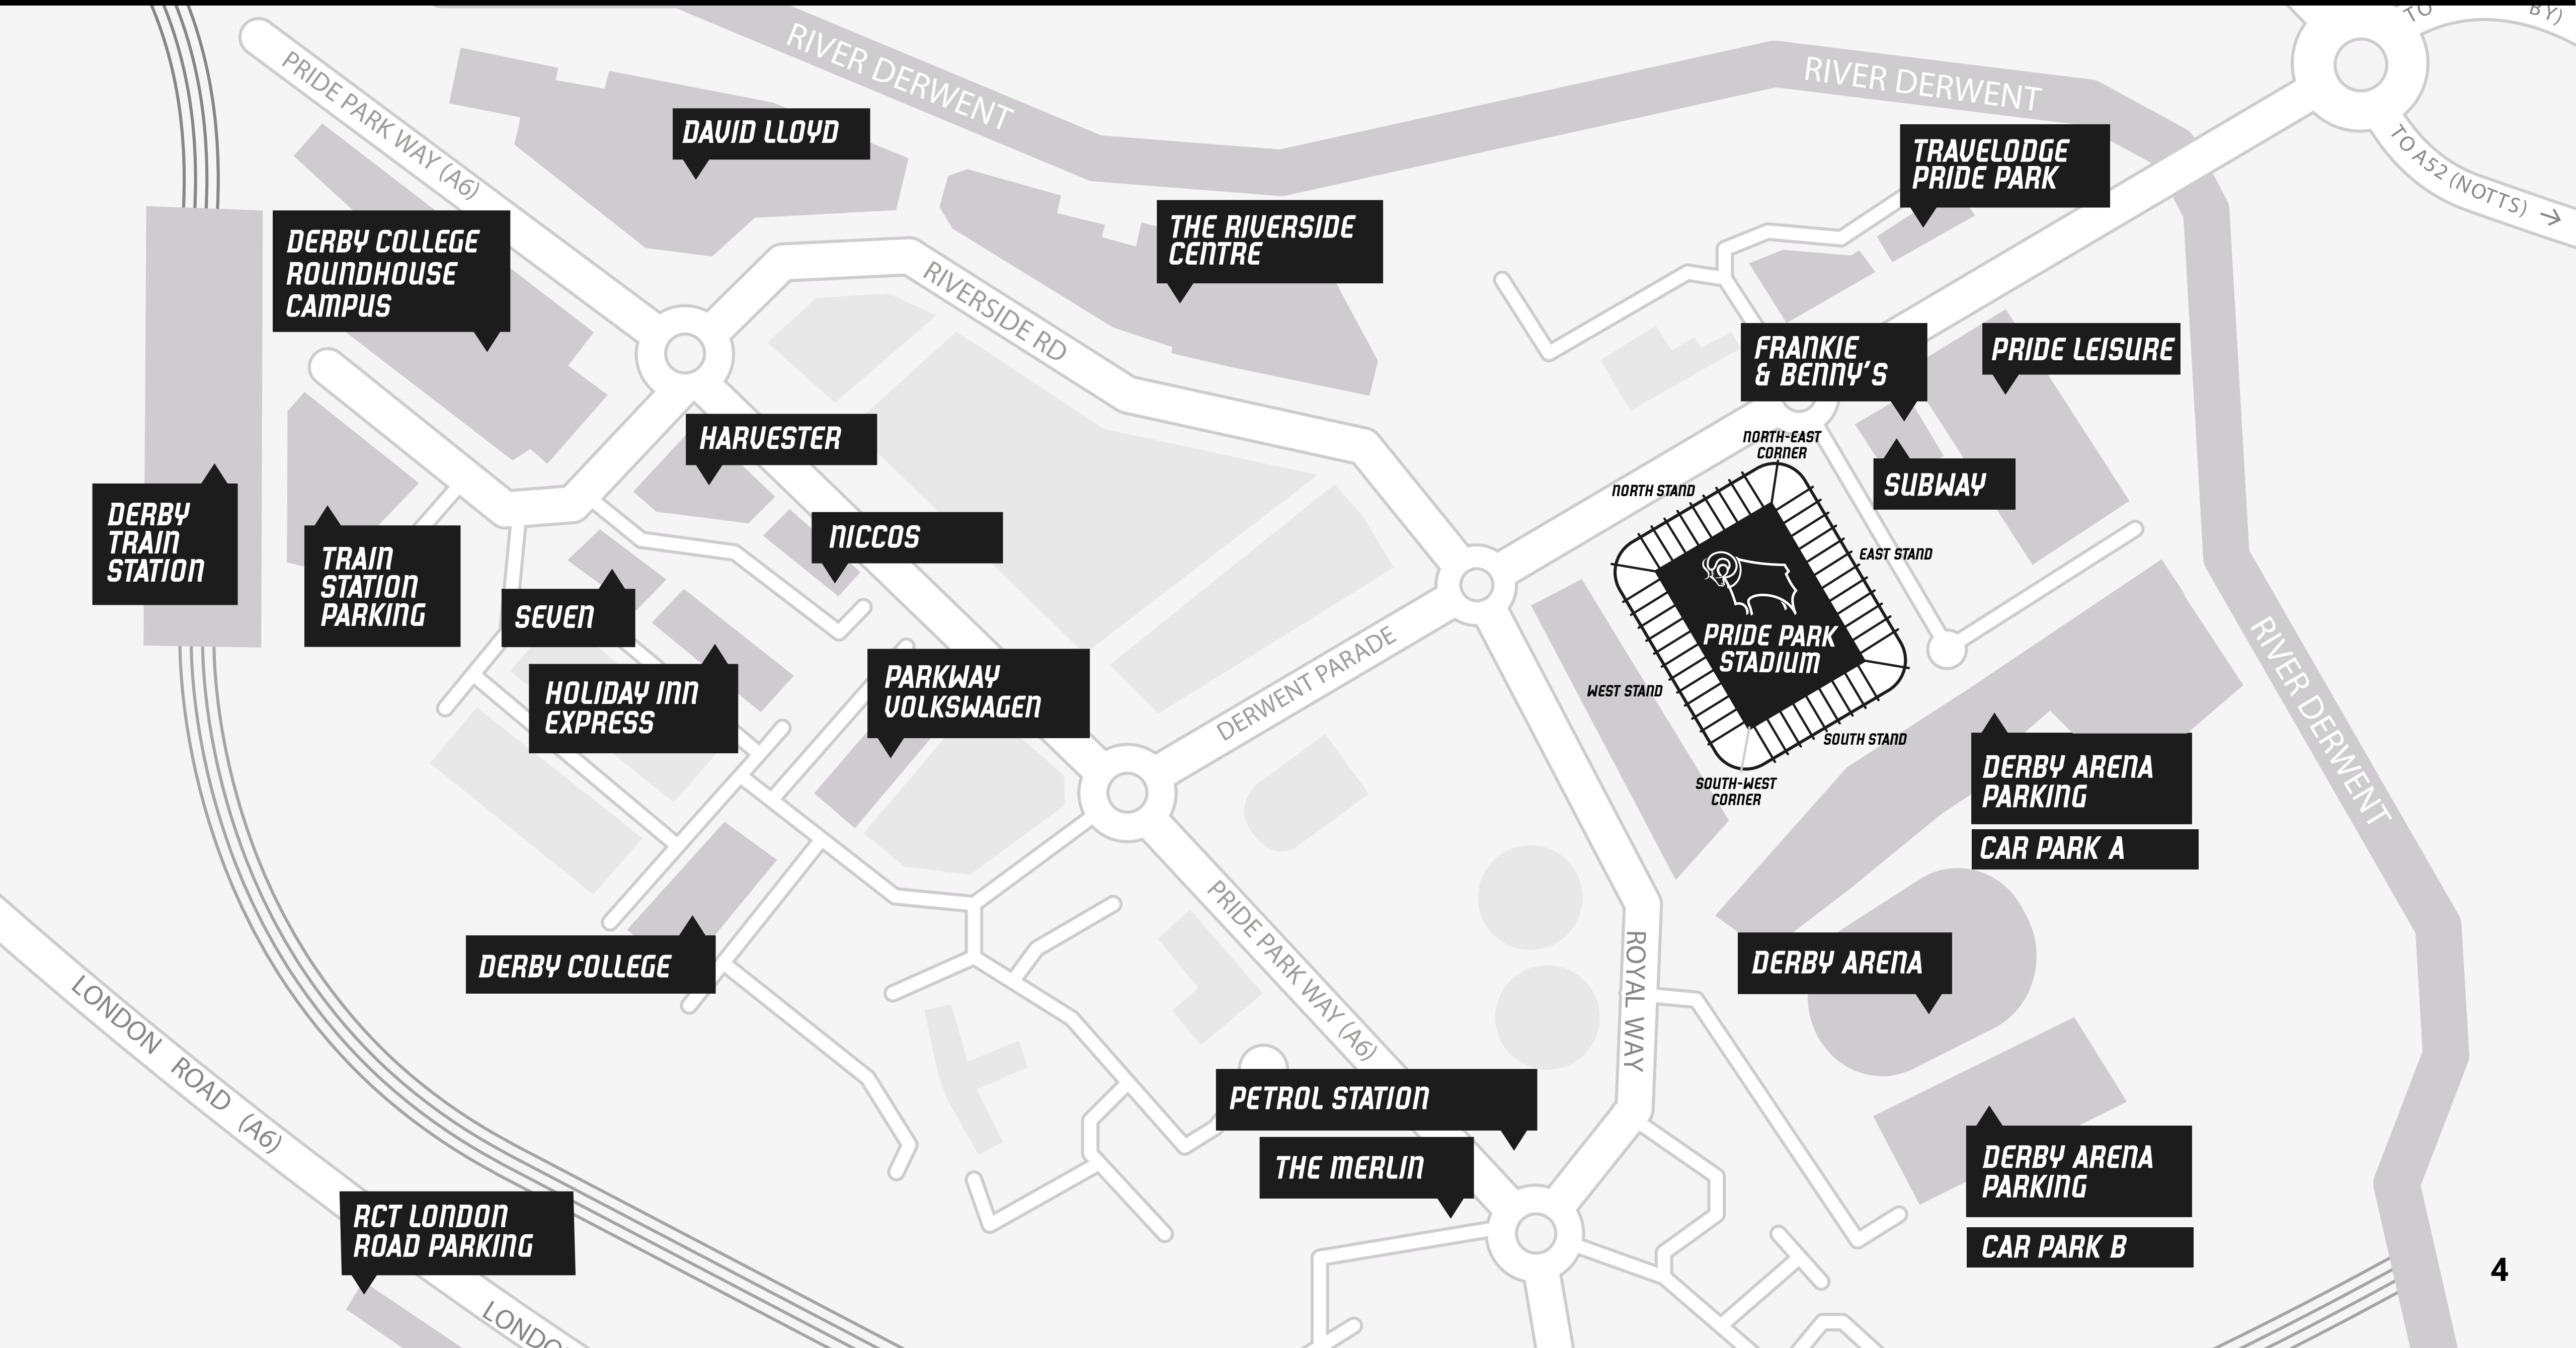 RIVER DERWENT
RIVER DERWENT
BY)
TO
PRIDE PARK WAY (A6)
DAVID LLOYD
TRAVELODGE
PRIDE PARK
TO A52 (NOTTS) →
DERBY COLLEGE
ROUNDHOUSE
CAMPUS
THE RIVERSIDE
CENTRE
RIVERSIDE RD
FRANKIE
& BENNY'S
PRIDE LEISURE
HARVESTER
NORTH-EAST
CORNER
NORTH STAND
SUBWAY
DERBY
TRAIN
STATION
TRAIN
STATION
PARKING
NICCOS
EAST STAND
SEVEN
PRIDE PARK
STADIUM
HOLIDAY INN
EXPRESS
PARKWAY
VOLKSWAGEN
DERWENT PARADE
WEST STAND
SOUTH STAND
SOUTH-WEST
CORNER
RIVER DERWENT
DERBY ARENA
PARKING
CAR PARK A
DERBY COLLEGE
PRIDE PARK WAY (A6)
ROYAL WAY
DERBY ARENA
LONDON ROAD (A6)
PETROL STATION
THE MERLIN
DERBY ARENA
PARKING
CAR PARK B
RCT LONDON
ROAD PARKING
LONDO
4